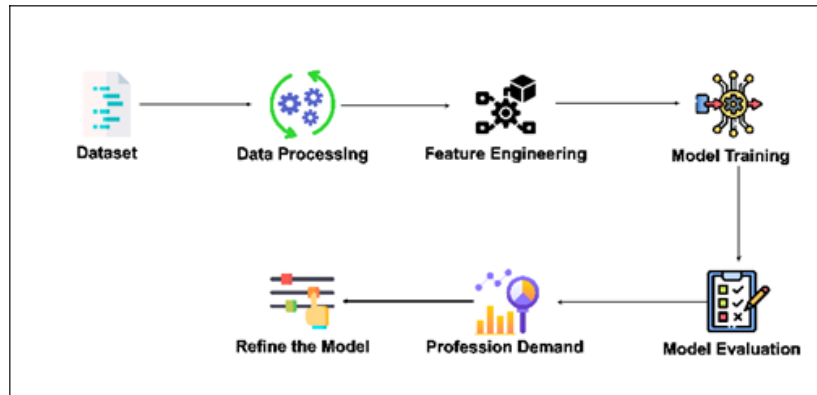 Dataset
Data Processing
Feature Engineering
Model Training
Refine the Model
Profession Demand
Model Evaluation